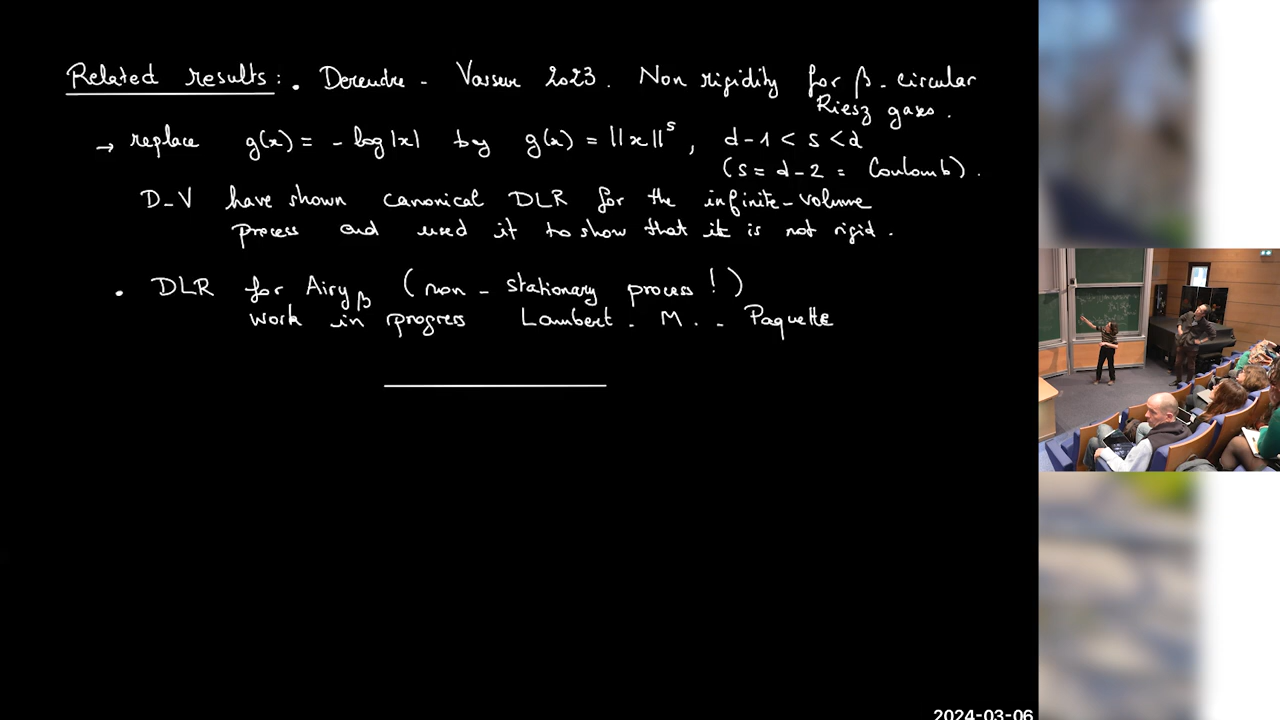 Related results: . Dereudre - Vasseur 2023. Non rigidity for β-circular
Riesz gases.
→ replace g(x) = -log|x| by g(x) = ||x||^s, d-1 < s < d
(s = d-2 = Coulomb).
D-V have shown canonical DLR for the infinite-volume
process and used it to show that it is not rigid.
. DLR for Airy_β (non-stationary process!)
work in progress Lambert - M. - Paquette
2024-03-06